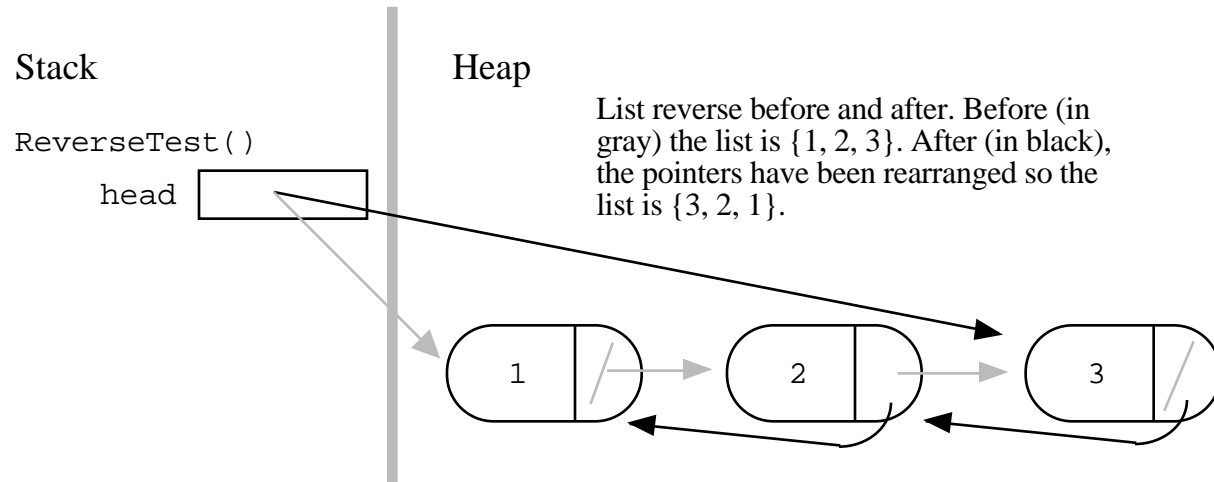 Stack
Heap
List reverse before and after. Before (in
gray) the list is {1, 2, 3}. After (in black),
the pointers have been rearranged so the
list is {3, 2, 1}.
ReverseTest()
head
1
2
3